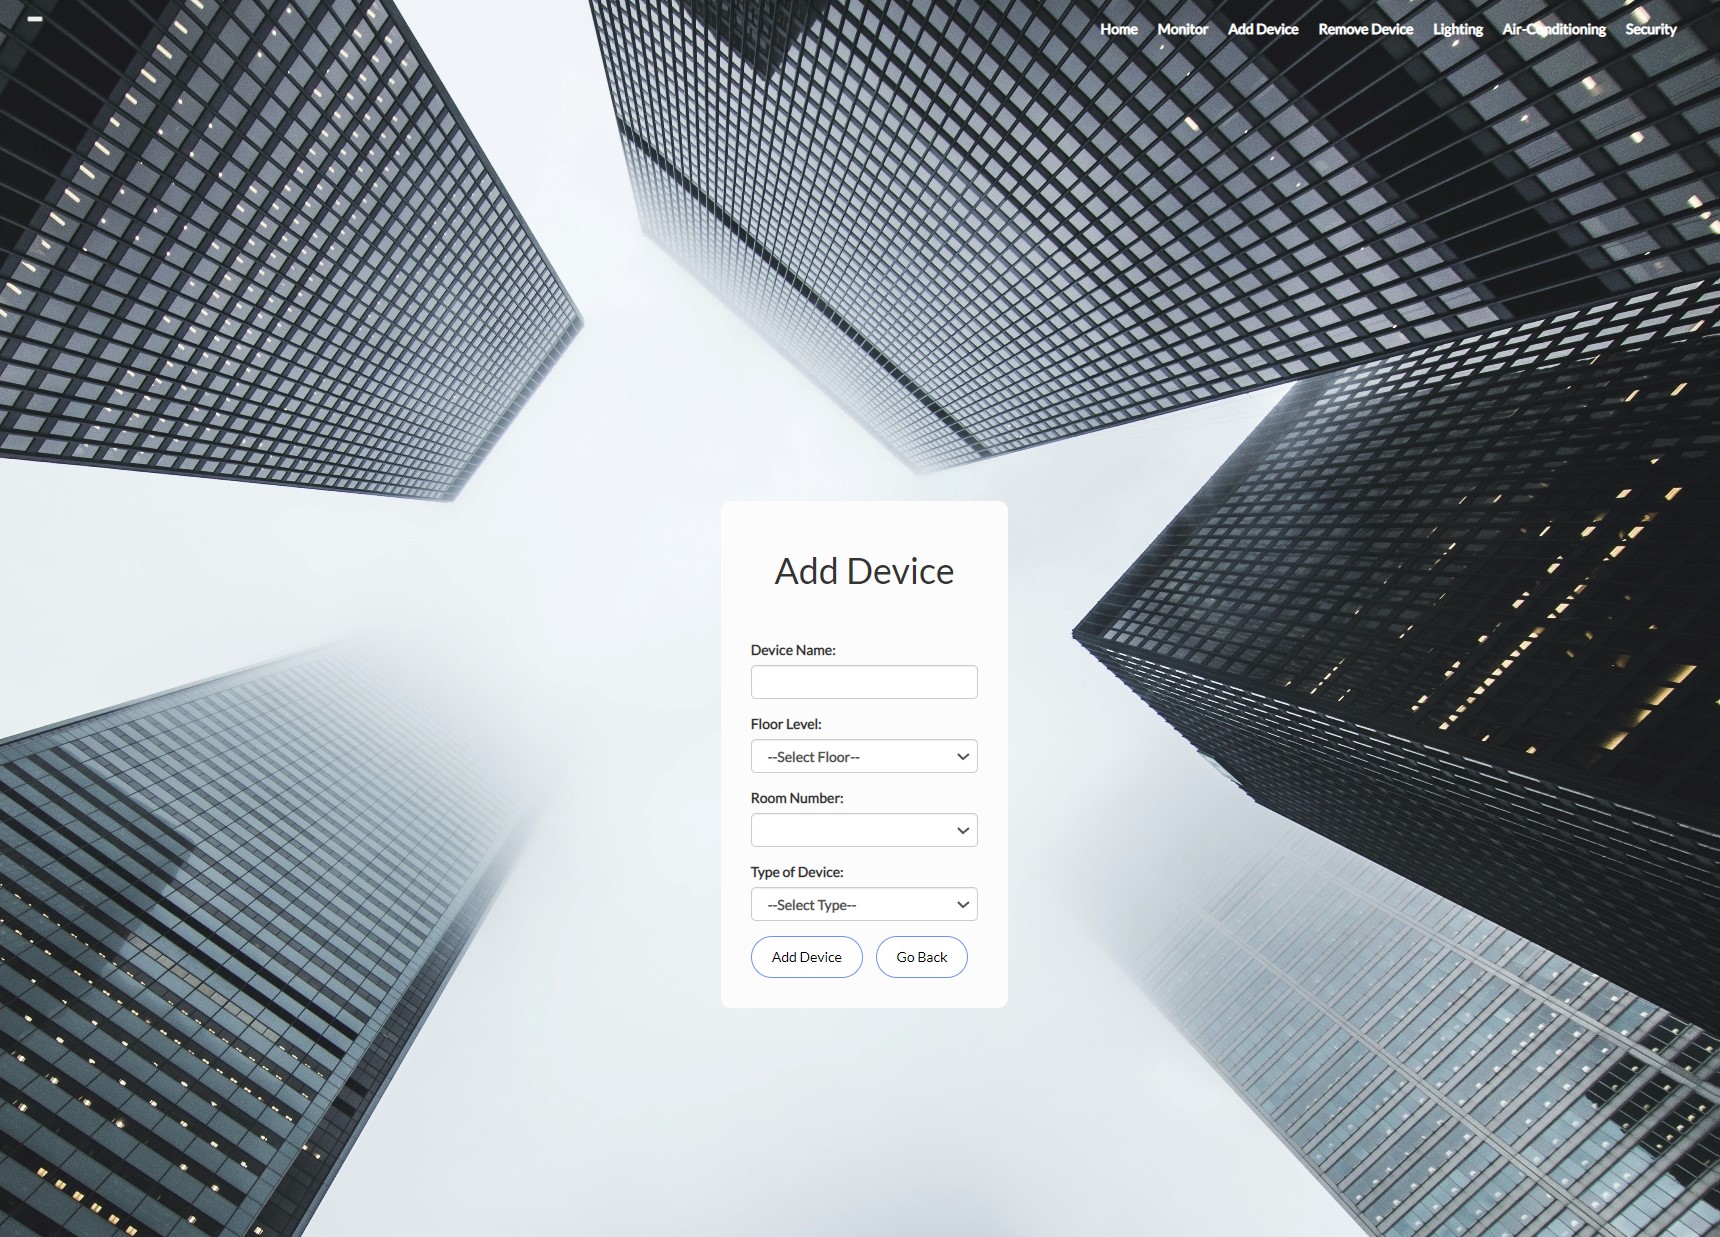 Home Monitor Add Device Remove Device Lighting Air-Conditioning Security
Add Device
Device Name:
Floor Level:
--Select Floor--
Room Number:
Type of Device:
--Select Type--
Add Device Go Back